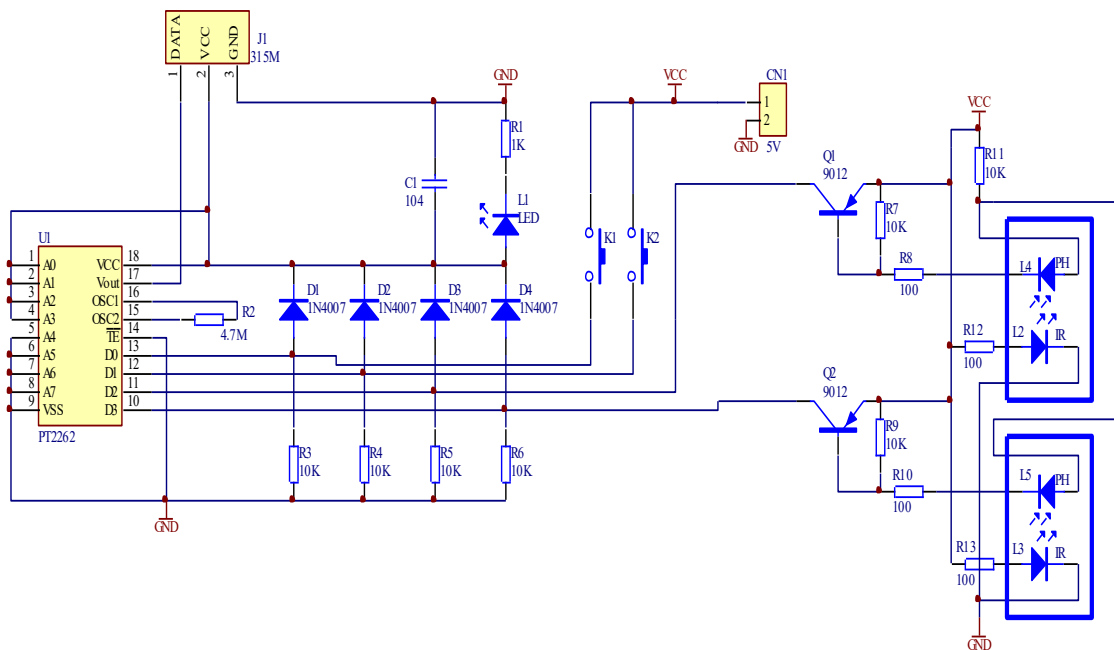 DATA
VCC
GND
J1
315M
1
2
3
GND
R1
1K
C1
104
L1
LED
VCC
CN1
1
2
GND
5V
K1
K2
U1
1 A0
2 A1
3 A2
4 A3
5 A4
6 A5
7 A6
8 A7
9 VSS
VCC 18
Vout 17
OSC1 16
OSC2 15
TE 14
D0 13
D1 12
D2 11
D3 10
PT2262
R2
4.7M
D1
1N4007
D2
1N4007
D3
1N4007
D4
1N4007
R3
10K
R4
10K
R5
10K
R6
10K
GND
Q1
9012
R7
10K
R8
100
VCC
R11
10K
L4
PH
R12
100
L2
IR
Q2
9012
R9
10K
R10
100
L5
PH
R13
100
L3
IR
GND